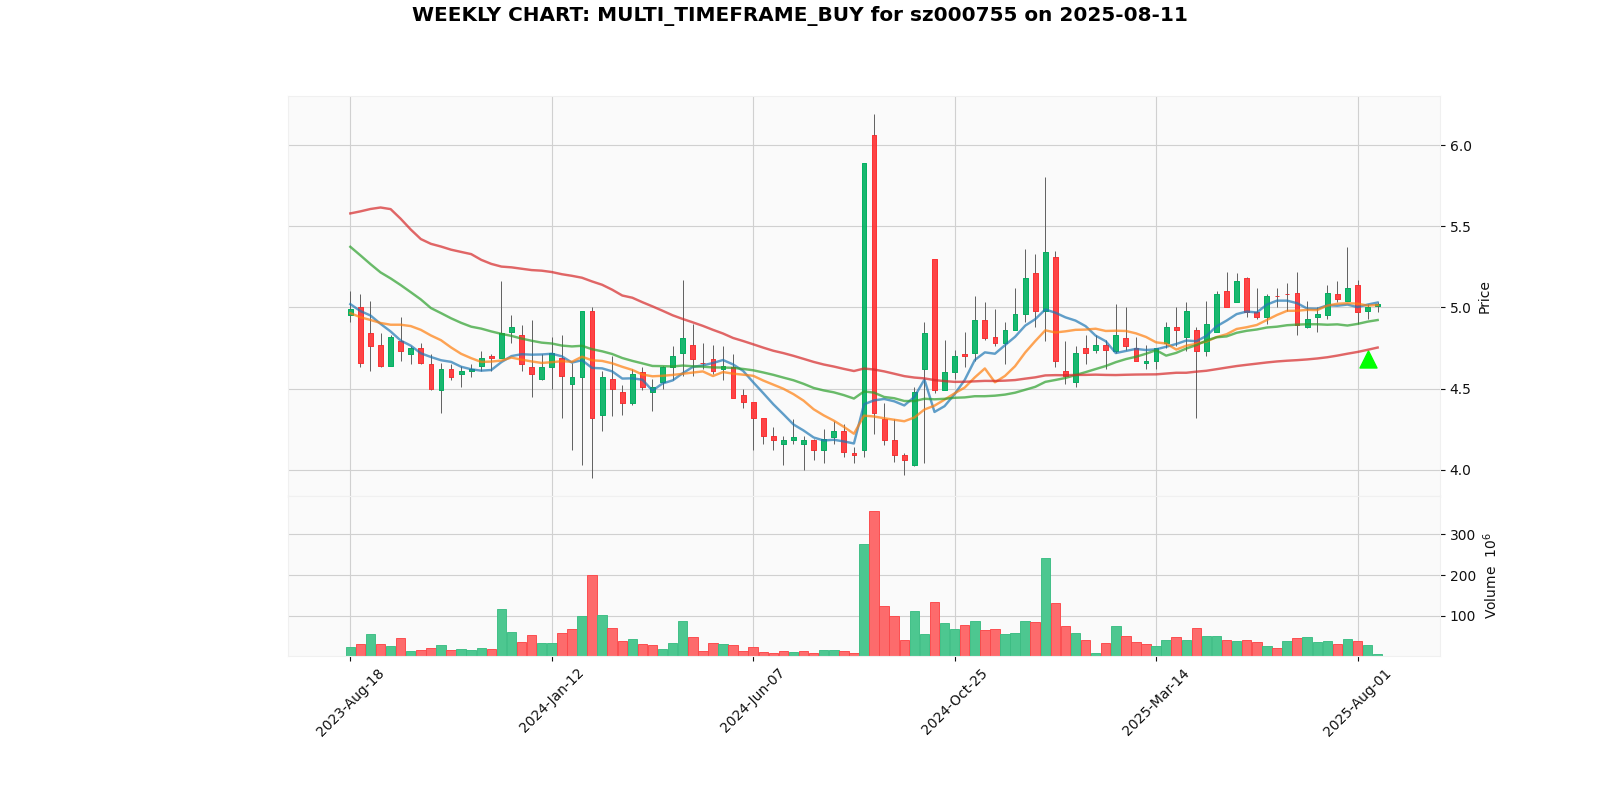 WEEKLY CHART: MULTI_TIMEFRAME_BUY for sz000755 on 2025-08-11
6.0
5.5
5.0
4.5
4.0
Price
300
200
100
Volume 10^6
2023-Aug-18
2024-Jan-12
2024-Jun-07
2024-Oct-25
2025-Mar-14
2025-Aug-01